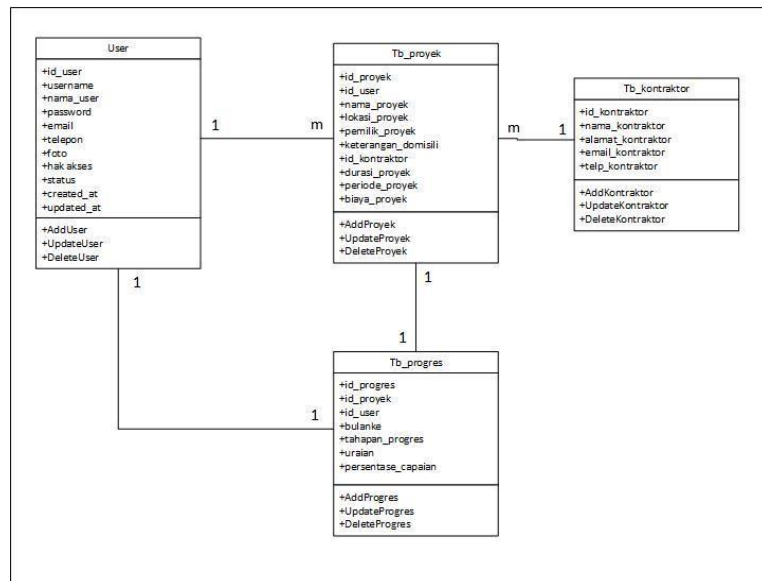 User
+id_user
+username
+nama_user
+password
+email
+telepon
+foto
+hak akses
+status
+created_at
+updated_at
+AddUser
+UpdateUser
+DeleteUser
1
m
Tb_proyek
+id_proyek
+id_user
+nama_proyek
+lokasi_proyek
+pemilik_proyek
+keterangan_domisili
+id_kontraktor
+durasi_proyek
+periode_proyek
+biaya_proyek
+AddProyek
+UpdateProyek
+DeleteProyek
m
1
Tb_kontraktor
+id_kontraktor
+nama_kontraktor
+alamat_kontraktor
+email_kontraktor
+telp_kontraktor
+AddKontraktor
+UpdateKontraktor
+DeleteKontraktor
1
1
1
1
Tb_progres
+id_progres
+id_proyek
+id_user
+bulanke
+tahapan_progres
+uraian
+persentase_capaian
+AddProgres
+UpdateProgres
+DeleteProgres